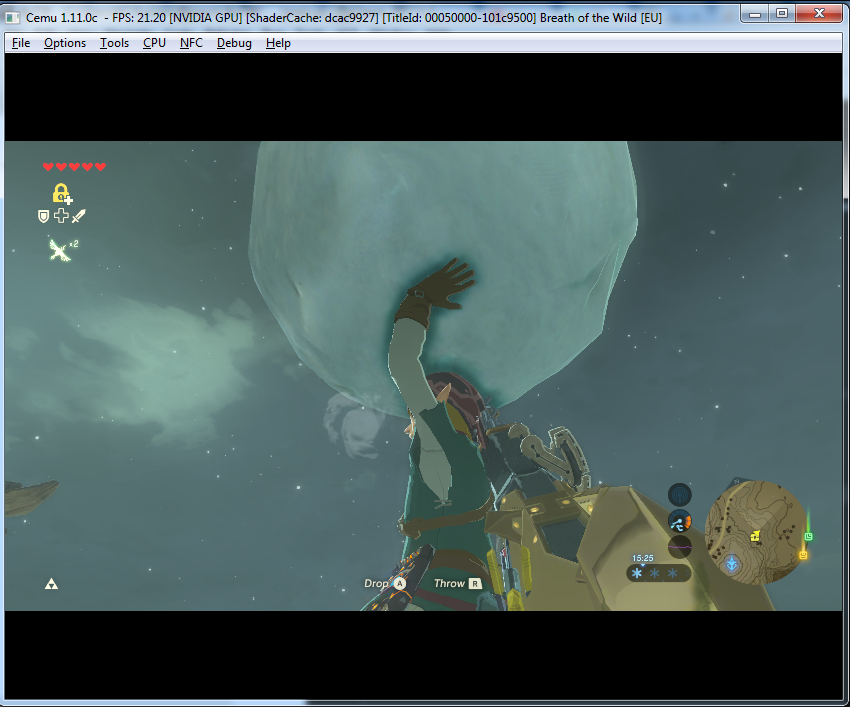 Cemu 1.11.0c - FPS: 21.20 [NVIDIA GPU] [ShaderCache: dcac9927] [TitleId: 00050000-101c9500] Breath of the Wild [EU]
File Options Tools CPU NFC Debug Help
x2
15:25
Drop A Throw R